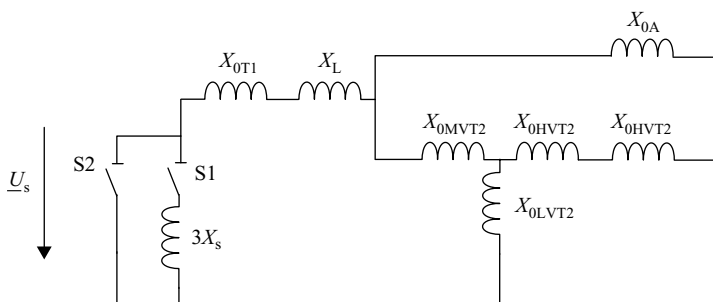 X0A
X0T1
XL
X0MVT2
X0HVT2
X0HVT2
S2
S1
Us
X0LVT2
3Xs